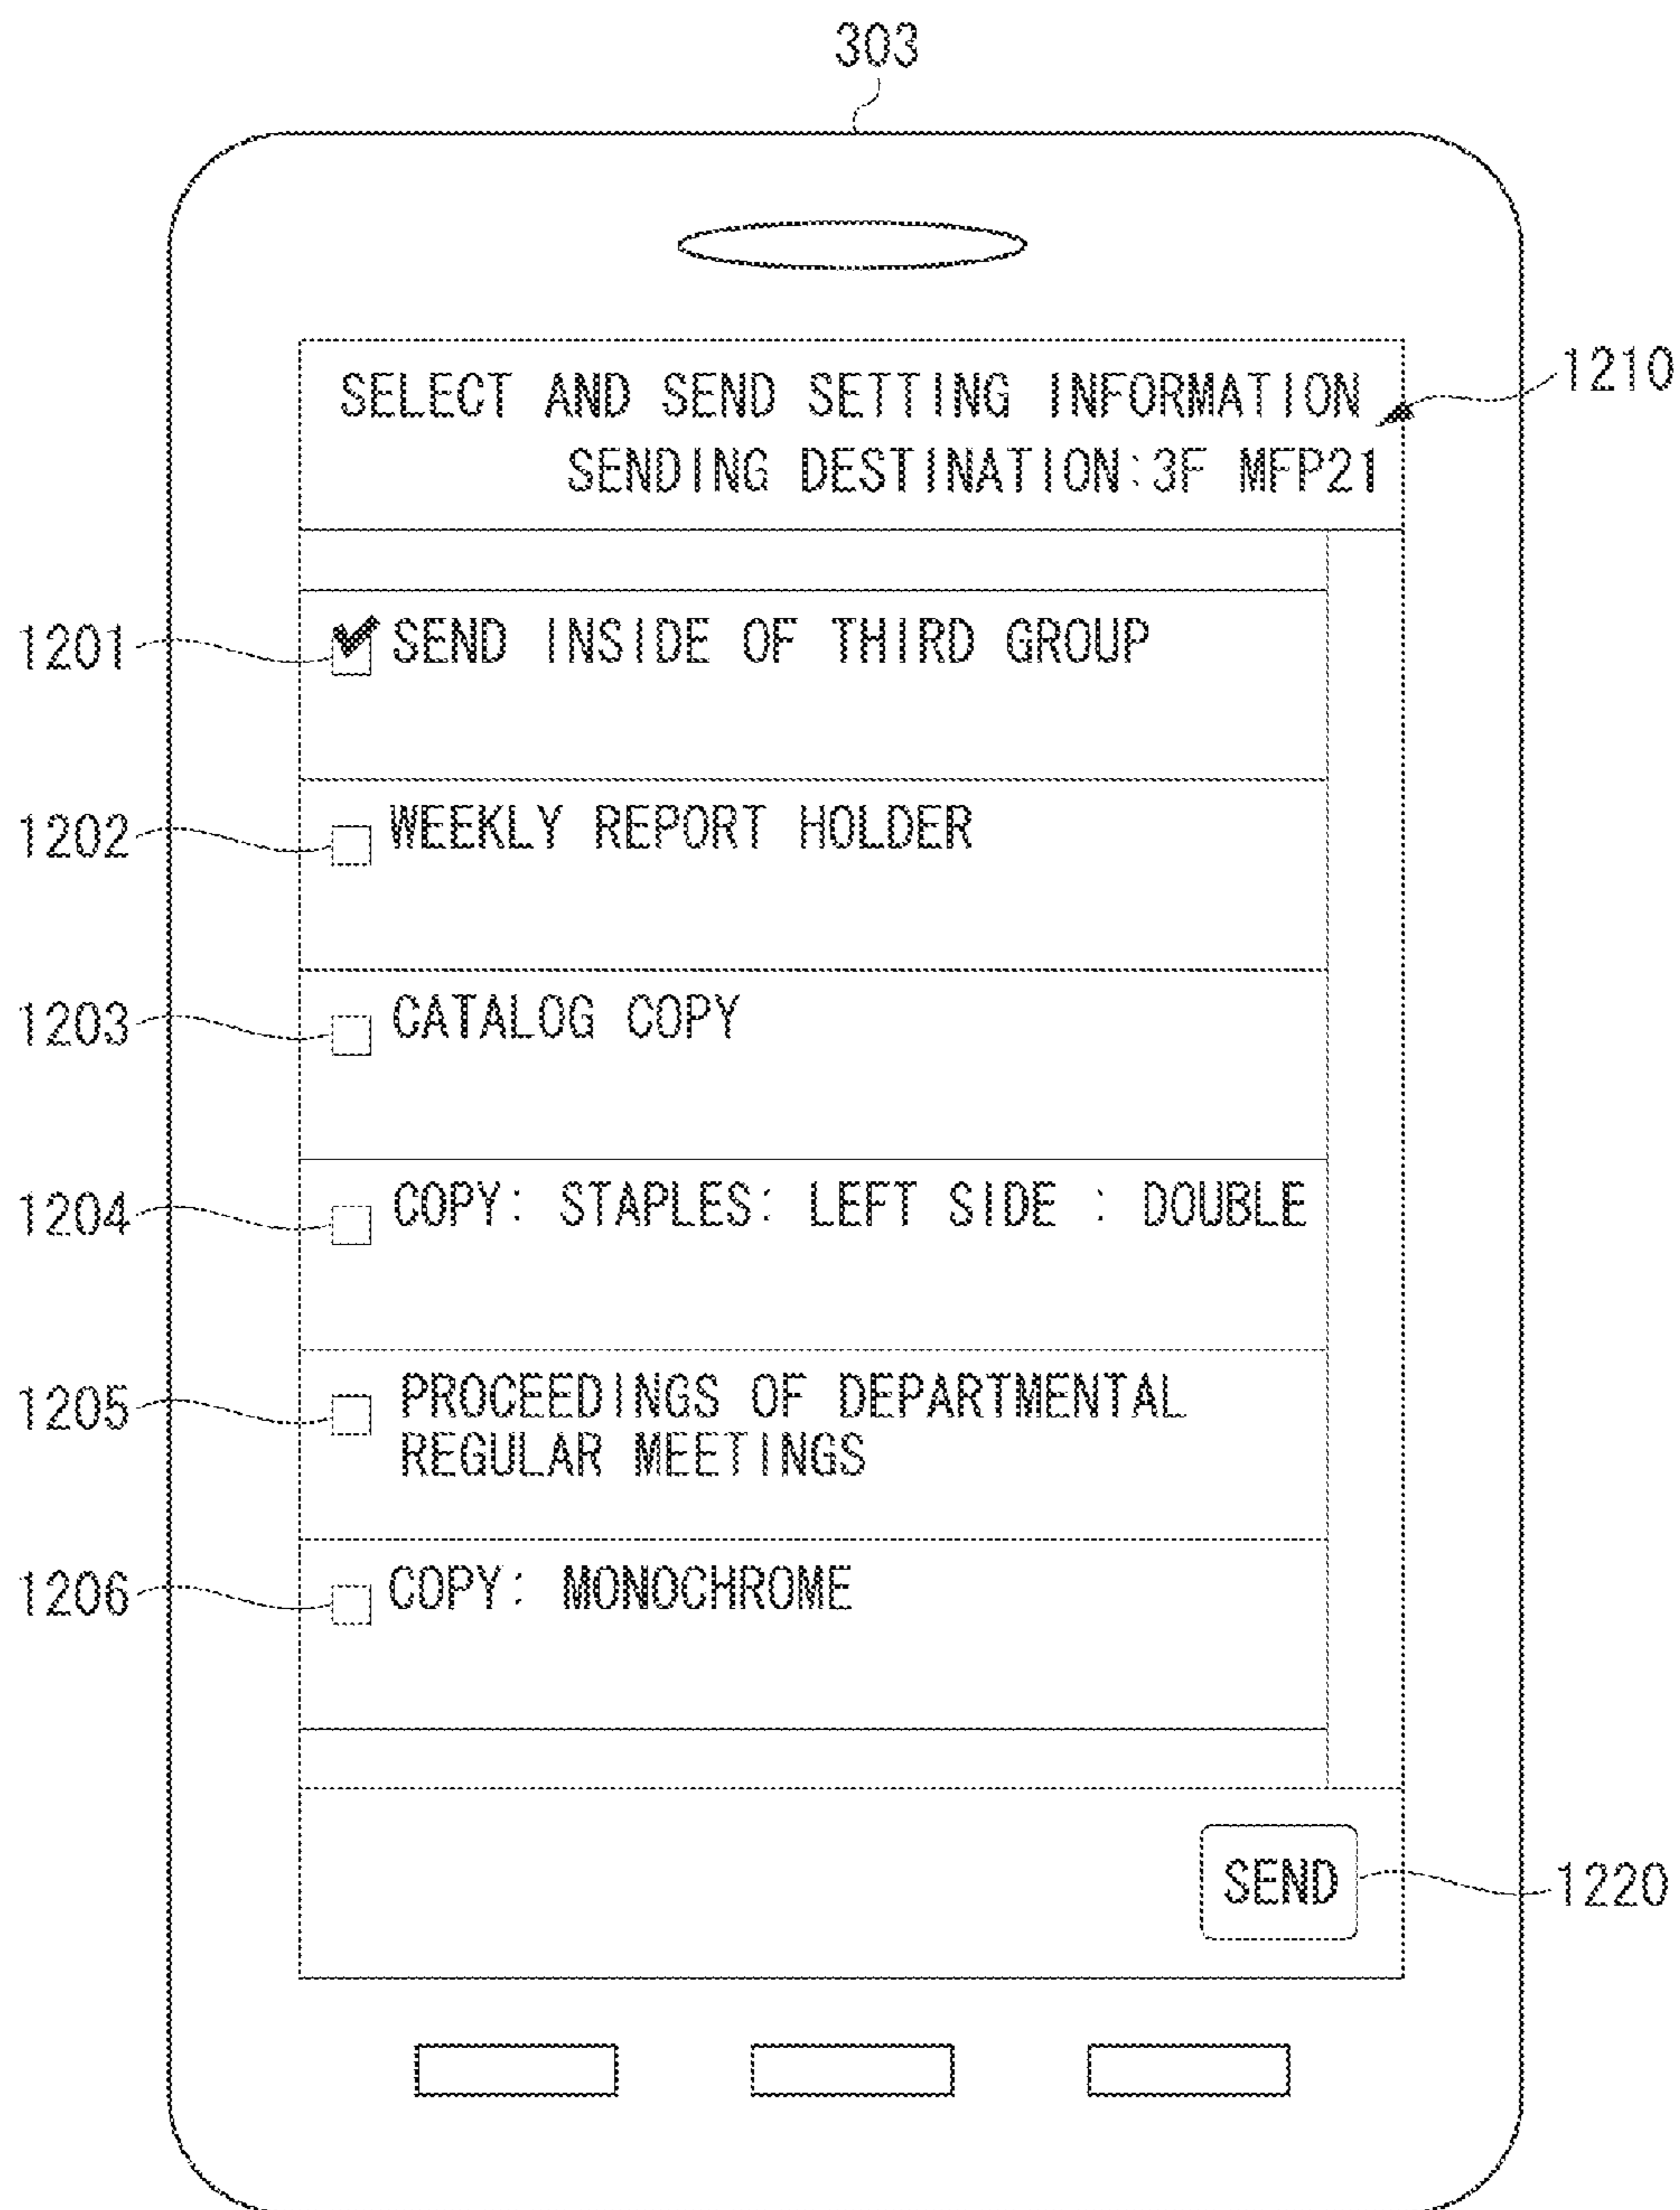 303
SELECT AND SEND SETTING INFORMATION
1210
SENDING DESTINATION:3F MFP21
1201
SEND INSIDE OF THIRD GROUP
1202
WEEKLY REPORT HOLDER
1203
CATALOG COPY
1204
COPY: STAPLES: LEFT SIDE : DOUBLE
1205
PROCEEDINGS OF DEPARTMENTAL
REGULAR MEETINGS
1206
COPY: MONOCHROME
SEND
1220